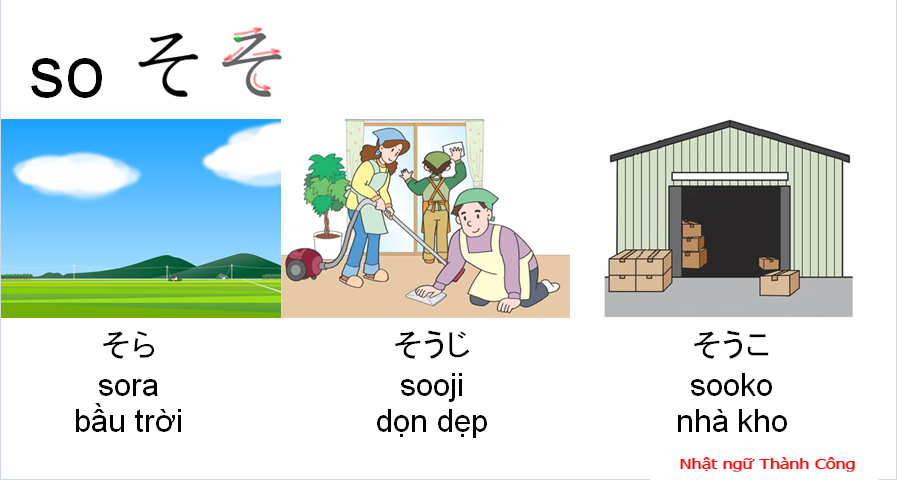 so そ そ
そら
sora
bầu trời
そうじ
sooji
dọn dẹp
そうこ
sooko
nhà kho
Nhật ngữ Thành Công